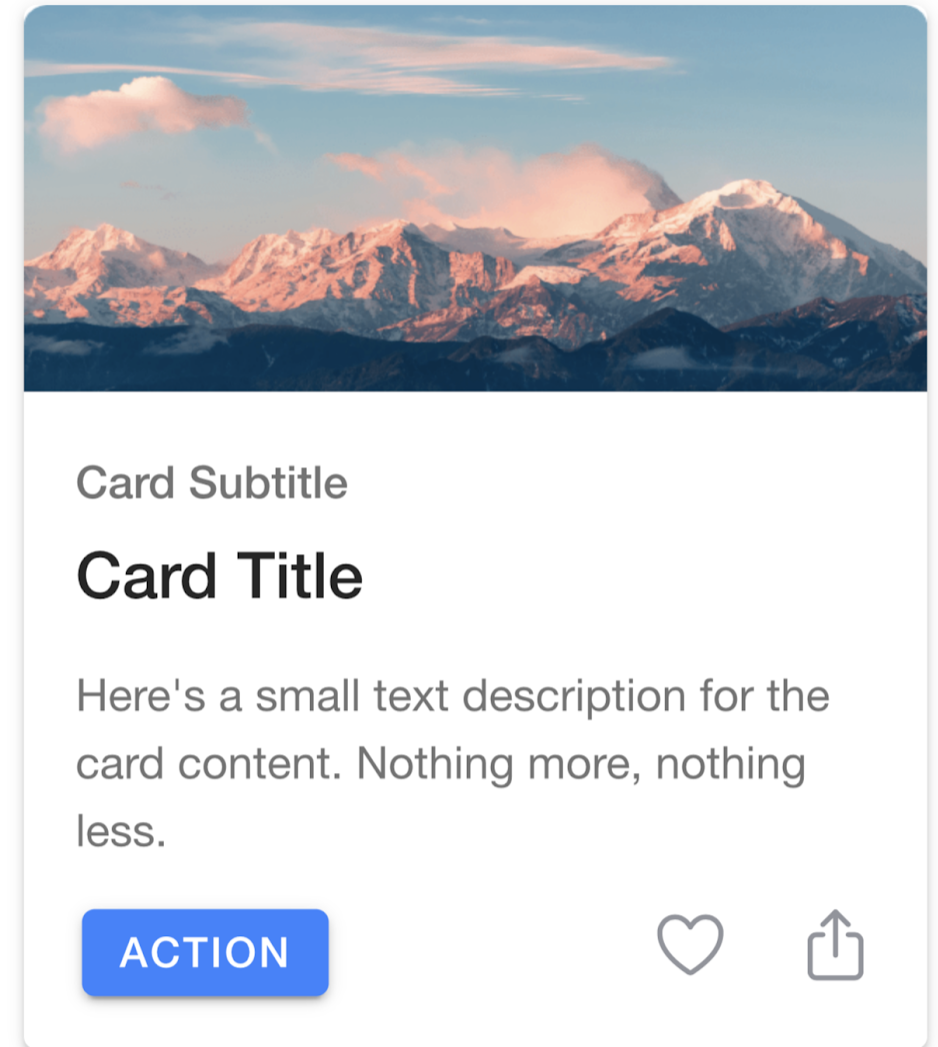 Card Subtitle
Card Title
Here's a small text description for the
card content. Nothing more, nothing
less.
ACTION